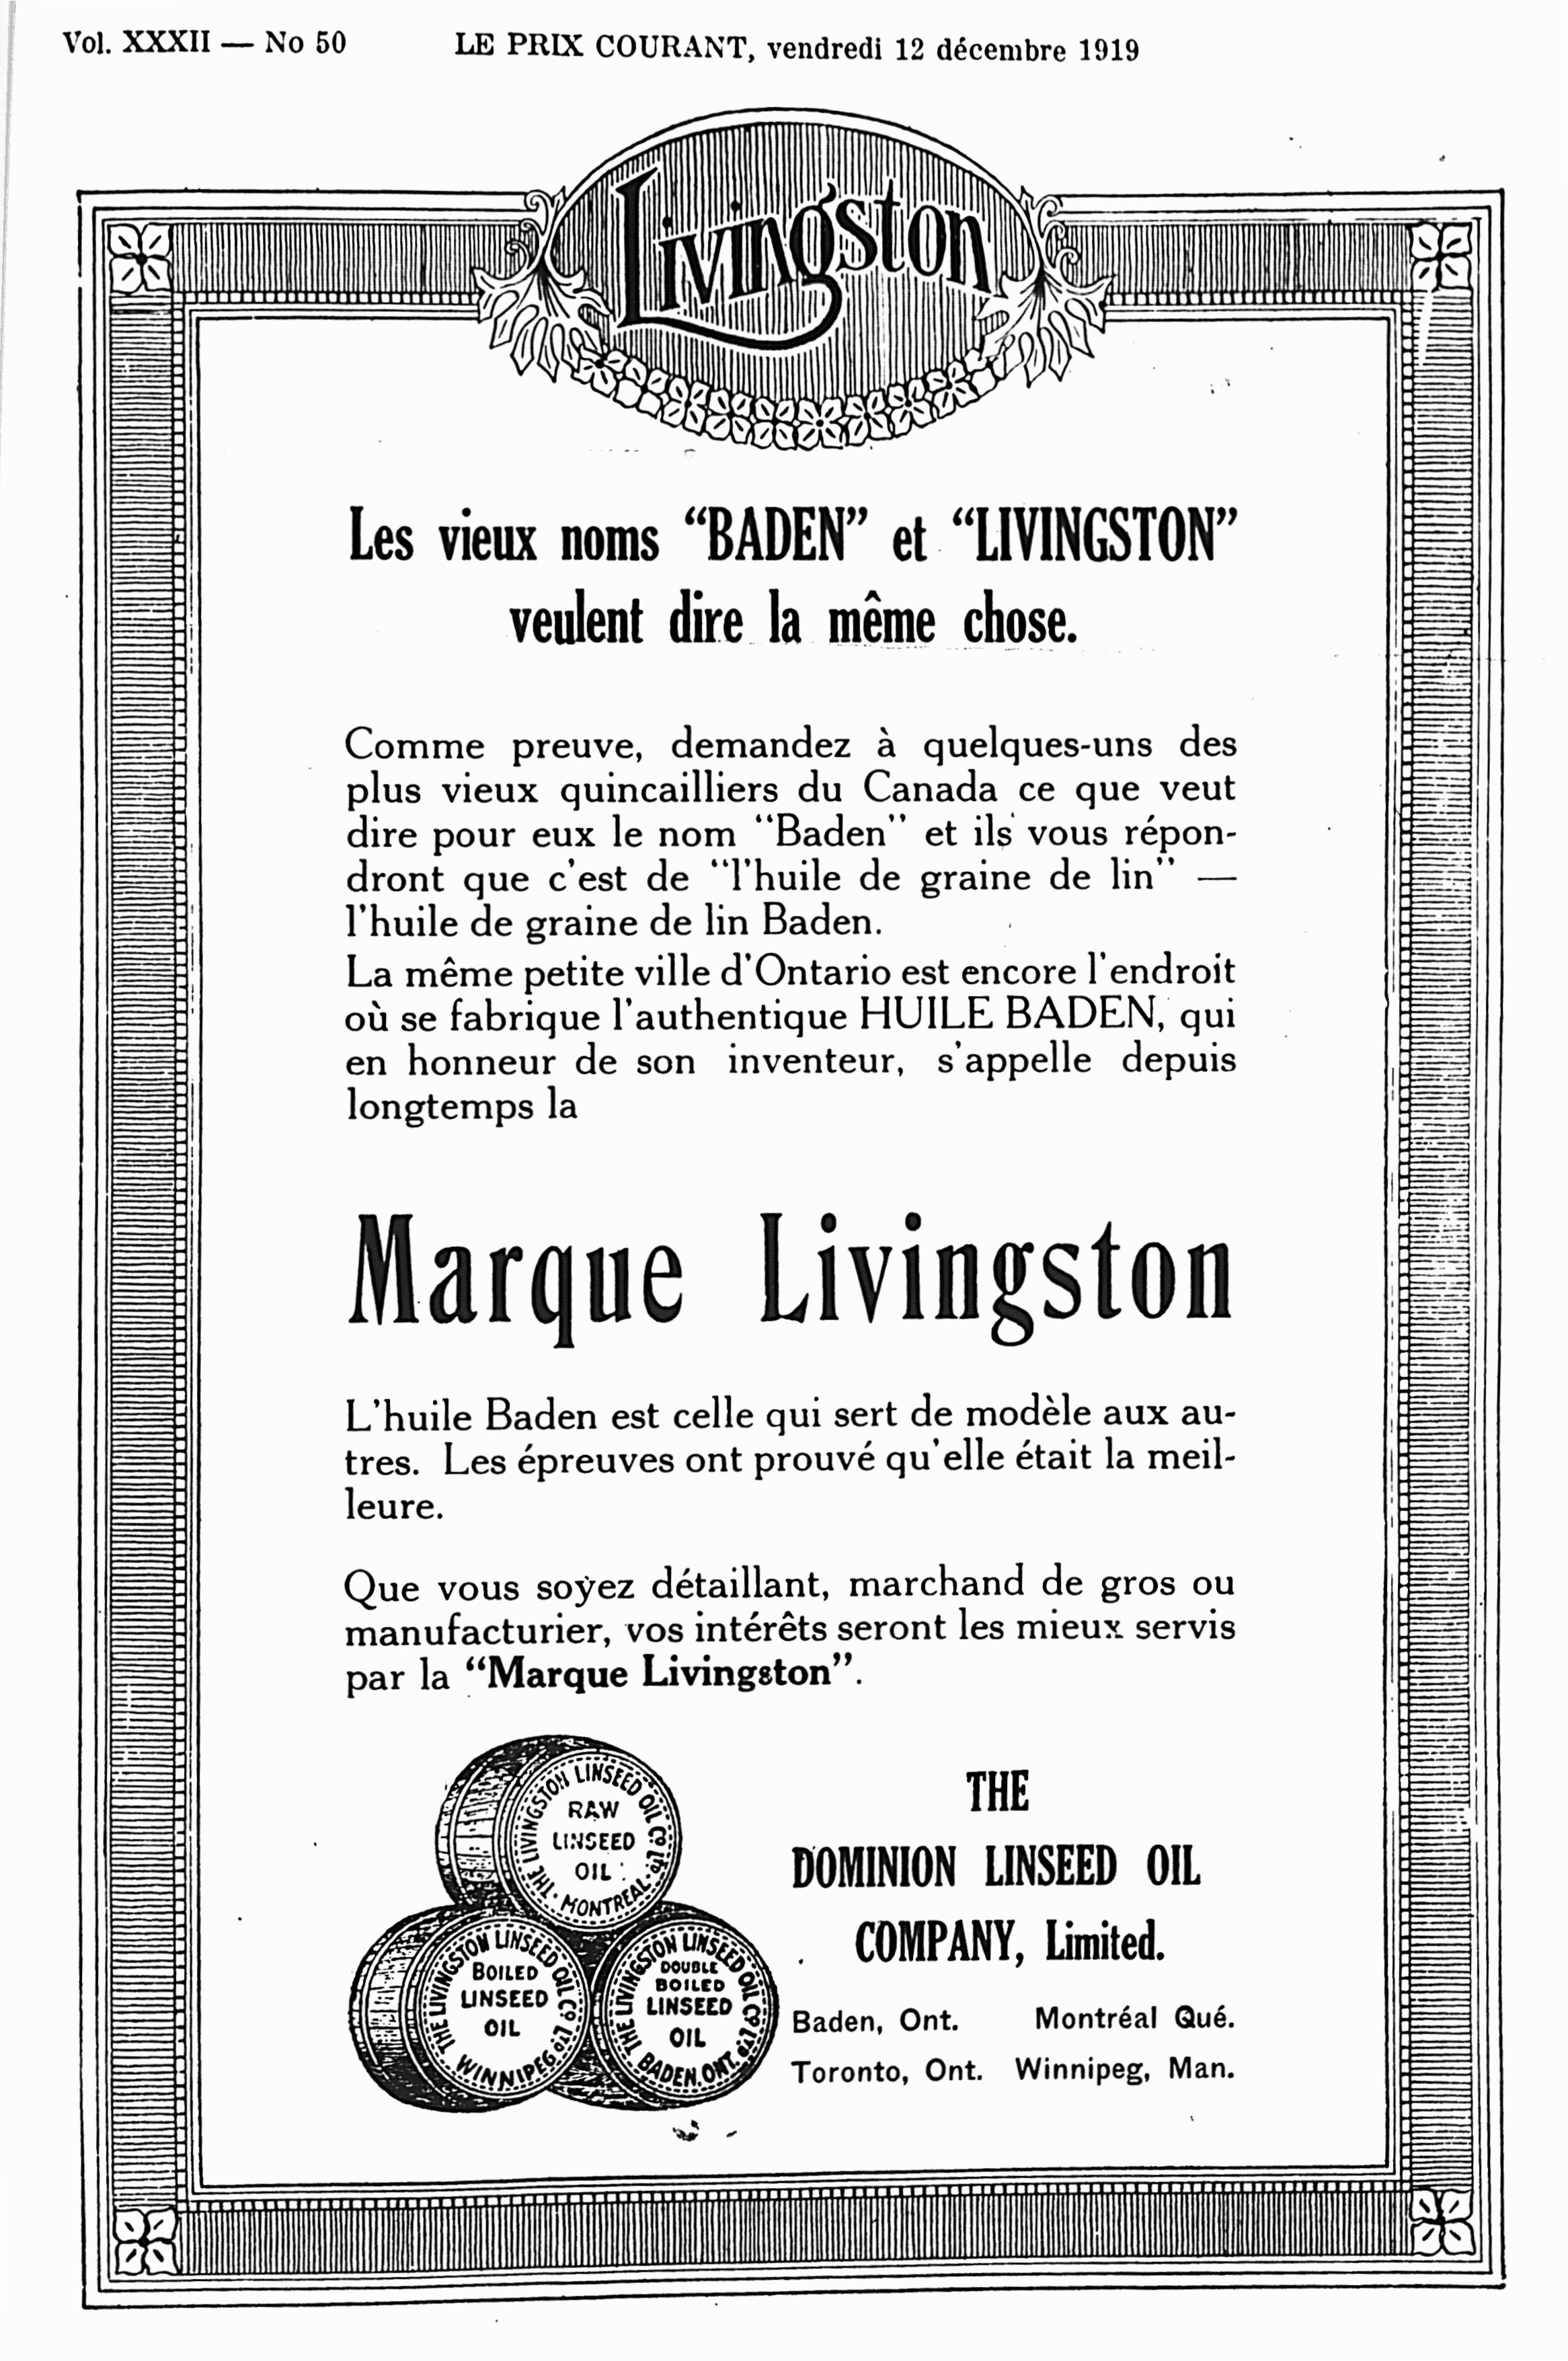 Vol. XXXII — No 50 LE PRIX COURANT, vendredi 12 décembre 1919
Livingston
Les vieux noms “BADEN” et “LIVINGSTON”
veulent dire la même chose.
Comme preuve, demandez à quelques-uns des
plus vieux quincailliers du Canada ce que veut
dire pour eux le nom “Baden” et ils vous répon-
dront que c'est de “l'huile de graine de lin” —
l'huile de graine de lin Baden.
La même petite ville d'Ontario est encore l'endroit
où se fabrique l'authentique HUILE BADEN, qui
en honneur de son inventeur, s'appelle depuis
longtemps la
Marque Livingston
L'huile Baden est celle qui sert de modèle aux au-
tres. Les épreuves ont prouvé qu'elle était la meil-
leure.
Que vous soyez détaillant, marchand de gros ou
manufacturier, vos intérêts seront les mieux servis
par la “Marque Livingston”.
THE LIVINGSTON LINSEED OIL Co. LTD.
RAW
LINSEED
OIL
MONTREAL
THE LIVINGSTON LINSEED OIL Co. LTD.
BOILED
LINSEED
OIL
WINNIPEG
THE LIVINGSTON LINSEED OIL Co. LTD.
DOUBLE
BOILED
LINSEED
OIL
BADEN. ONT.
THE
DOMINION LINSEED OIL
COMPANY, Limited.
Baden, Ont. Montréal Qué.
Toronto, Ont. Winnipeg, Man.